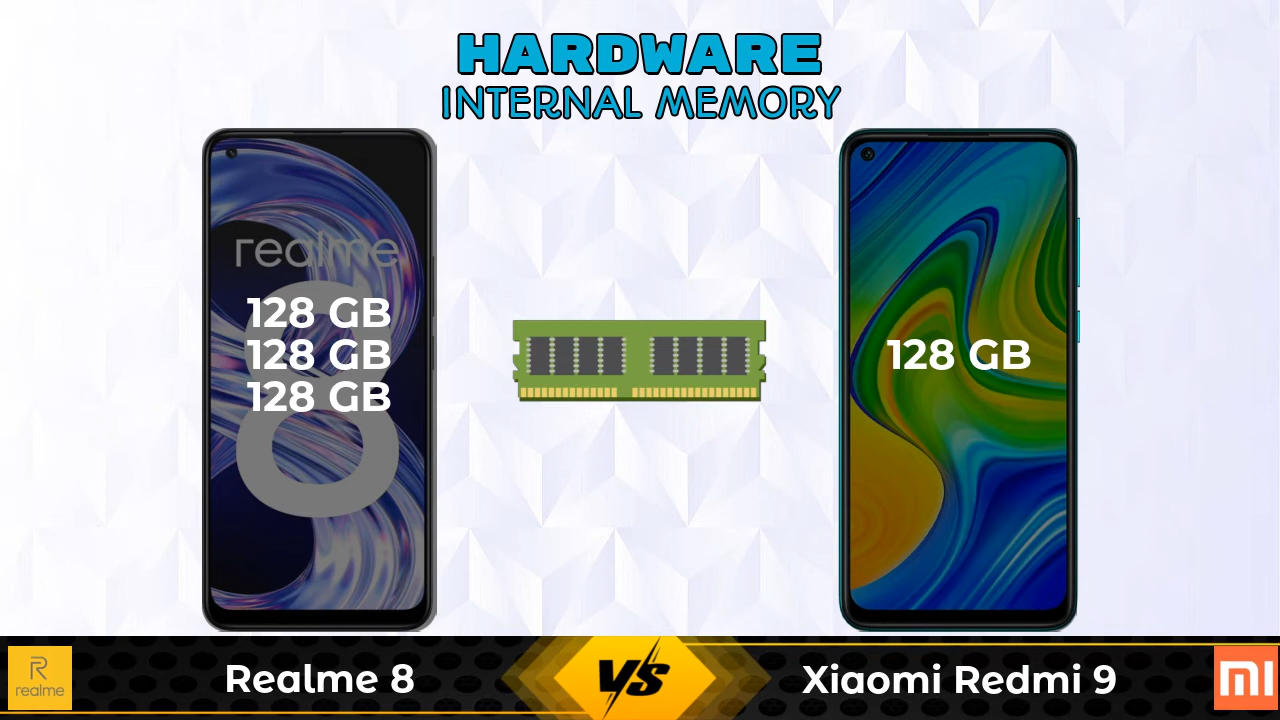 HARDWARE
INTERNAL MEMORY
realme
8
128 GB
128 GB
128 GB
128 GB
R
realme
Realme 8
VS
Xiaomi Redmi 9
mi